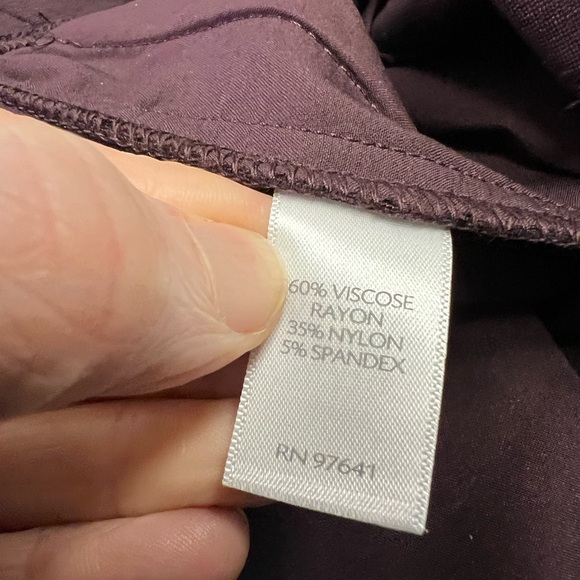 60% VISCOSE
RAYON
35% NYLON
5% SPANDEX
RN 97641